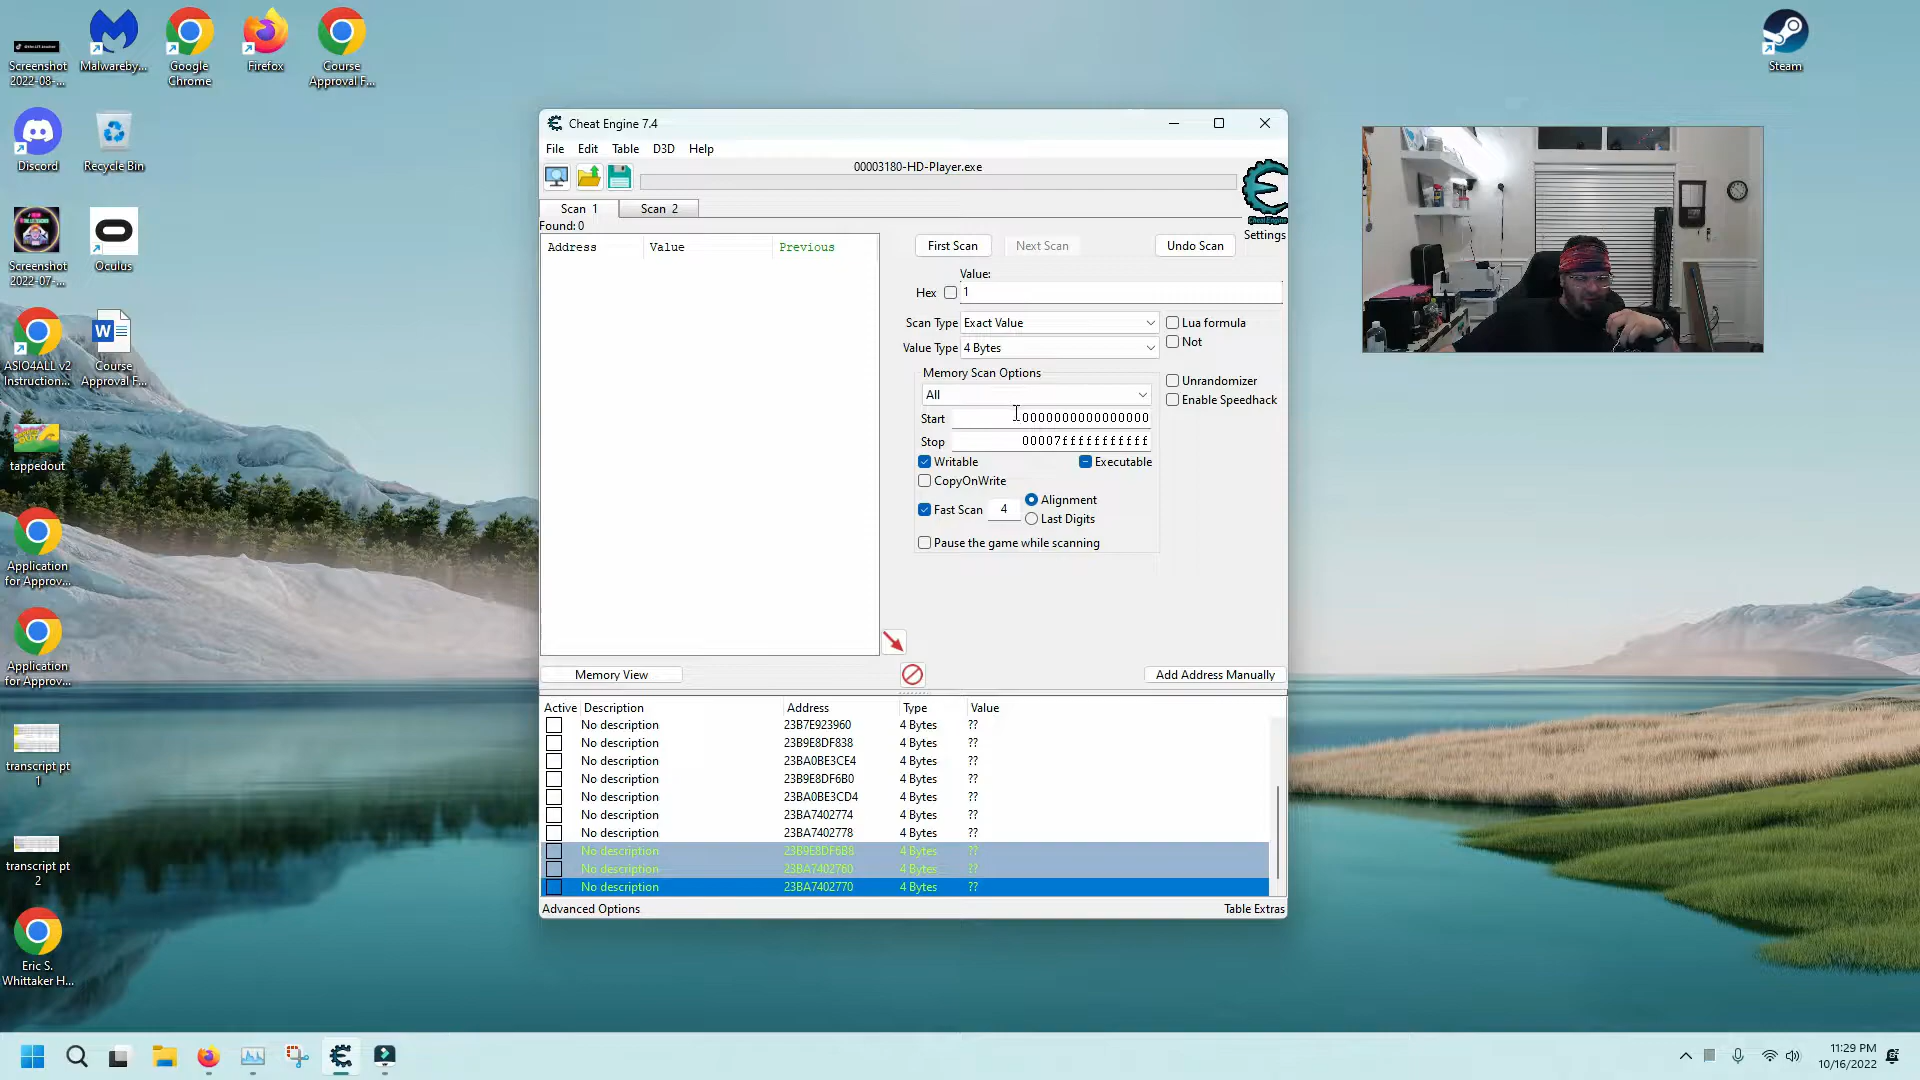 Screenshot
2022-08-...
Malwareby...
Google
Chrome
Firefox
Course
Approval F...
Steam
Discord
Recycle Bin
Screenshot
2022-07-...
Oculus
ASIO4ALL v2
Instruction...
Course
Approval F...
tappedout
Application
for Approv...
Application
for Approv...
transcript pt
1
transcript pt
2
Eric S.
Whittaker H...
Cheat Engine 7.4
File Edit Table D3D Help
00003180-HD-Player.exe
Scan 1 Scan 2
Found: 0
Settings
Address Value Previous
First Scan Next Scan Undo Scan
Value:
Hex 1
Scan Type Exact Value
Lua formula
Value Type 4 Bytes
Not
Memory Scan Options
All
Unrandomizer
Enable Speedhack
Start 0000000000000000
Stop 00007fffffffffff
Writable Executable
CopyOnWrite
Fast Scan 4 Alignment
Last Digits
Pause the game while scanning
Memory View Add Address Manually
Active Description Address Type Value
No description 23B7E923960 4 Bytes ??
No description 23B9E8DF838 4 Bytes ??
No description 23BA0BE3CE4 4 Bytes ??
No description 23B9E8DF6B0 4 Bytes ??
No description 23BA0BE3CD4 4 Bytes ??
No description 23BA7402774 4 Bytes ??
No description 23BA7402778 4 Bytes ??
No description 23B9E8DF6B8 4 Bytes ??
No description 23BA7402760 4 Bytes ??
No description 23BA7402770 4 Bytes ??
Advanced Options Table Extras
11:29 PM
10/16/2022